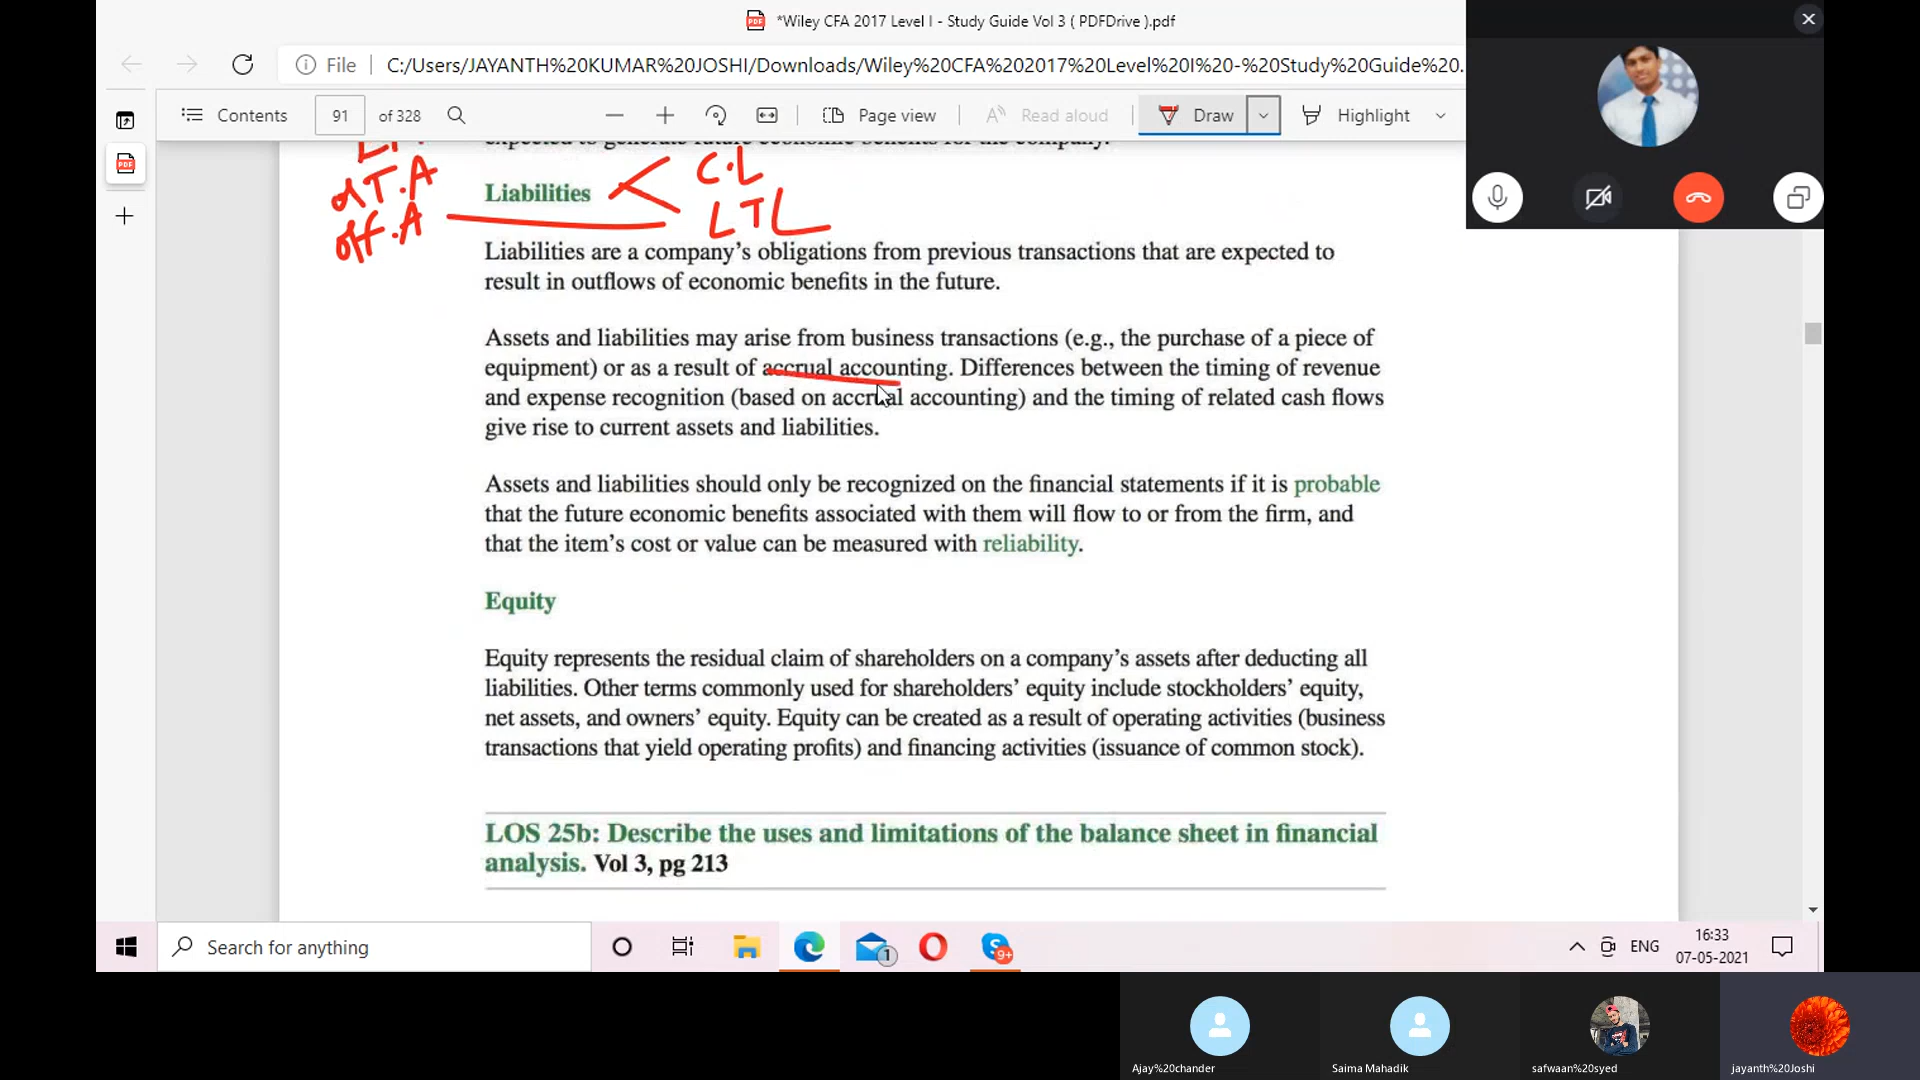 *Wiley CFA 2017 Level I - Study Guide Vol 3 ( PDFDrive ).pdf
File
C:/Users/JAYANTH%20KUMAR%20JOSHI/Downloads/Wiley%20CFA%202017%20Level%20I%20-%20Study%20Guide%20.
Contents
91 of 328
Page view
Read aloud
Draw
Highlight
expected to generate future economic benefits for the company.
C.L
T.A
Liabilities
LTL
off.A
Liabilities are a company’s obligations from previous transactions that are expected to
result in outflows of economic benefits in the future.
Assets and liabilities may arise from business transactions (e.g., the purchase of a piece of
equipment) or as a result of accrual accounting. Differences between the timing of revenue
and expense recognition (based on accrual accounting) and the timing of related cash flows
give rise to current assets and liabilities.
Assets and liabilities should only be recognized on the financial statements if it is probable
that the future economic benefits associated with them will flow to or from the firm, and
that the item’s cost or value can be measured with reliability.
Equity
Equity represents the residual claim of shareholders on a company’s assets after deducting all
liabilities. Other terms commonly used for shareholders’ equity include stockholders’ equity,
net assets, and owners’ equity. Equity can be created as a result of operating activities (business
transactions that yield operating profits) and financing activities (issuance of common stock).
LOS 25b: Describe the uses and limitations of the balance sheet in financial
analysis. Vol 3, pg 213
Search for anything
1
9+
ENG
16:33
07-05-2021
Ajay%20chander
Saima Mahadik
safwaan%20syed
jayanth%20Joshi